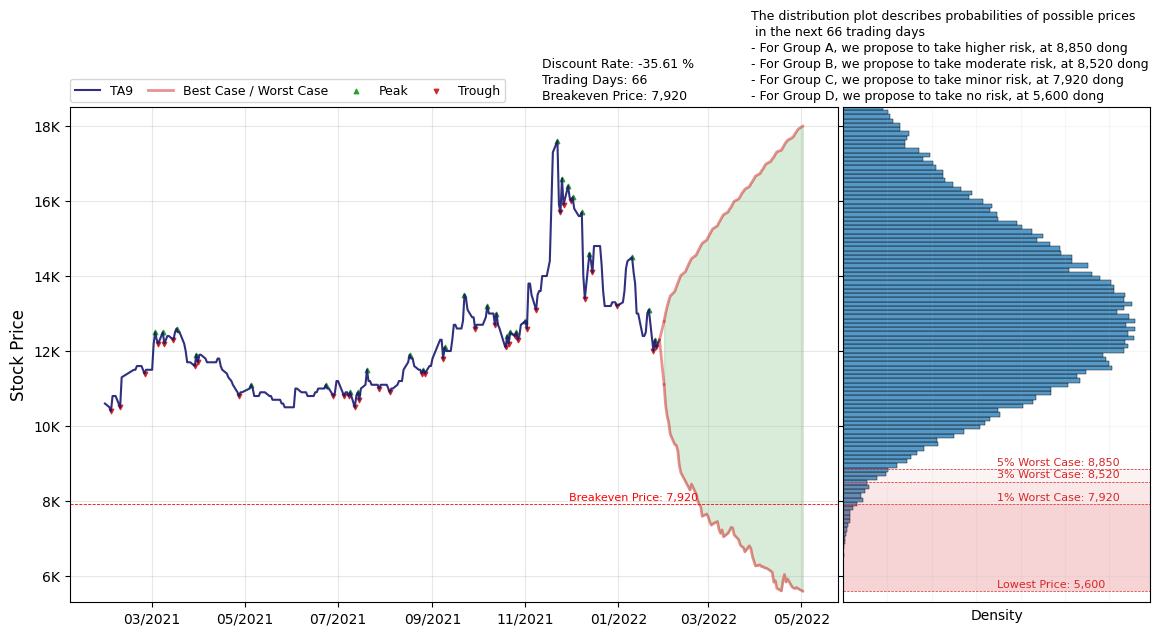 The distribution plot describes probabilities of possible prices
in the next 66 trading days
- For Group A, we propose to take higher risk, at 8,850 dong
- For Group B, we propose to take moderate risk, at 8,520 dong
- For Group C, we propose to take minor risk, at 7,920 dong
- For Group D, we propose to take no risk, at 5,600 dong
Discount Rate: -35.61 %
Trading Days: 66
Breakeven Price: 7,920
TA9
Best Case / Worst Case
Peak
Trough
Stock Price
18K
16K
14K
12K
10K
8K
6K
Breakeven Price: 7,920
5% Worst Case: 8,850
3% Worst Case: 8,520
1% Worst Case: 7,920
Lowest Price: 5,600
03/2021
05/2021
07/2021
09/2021
11/2021
01/2022
03/2022
05/2022
Density